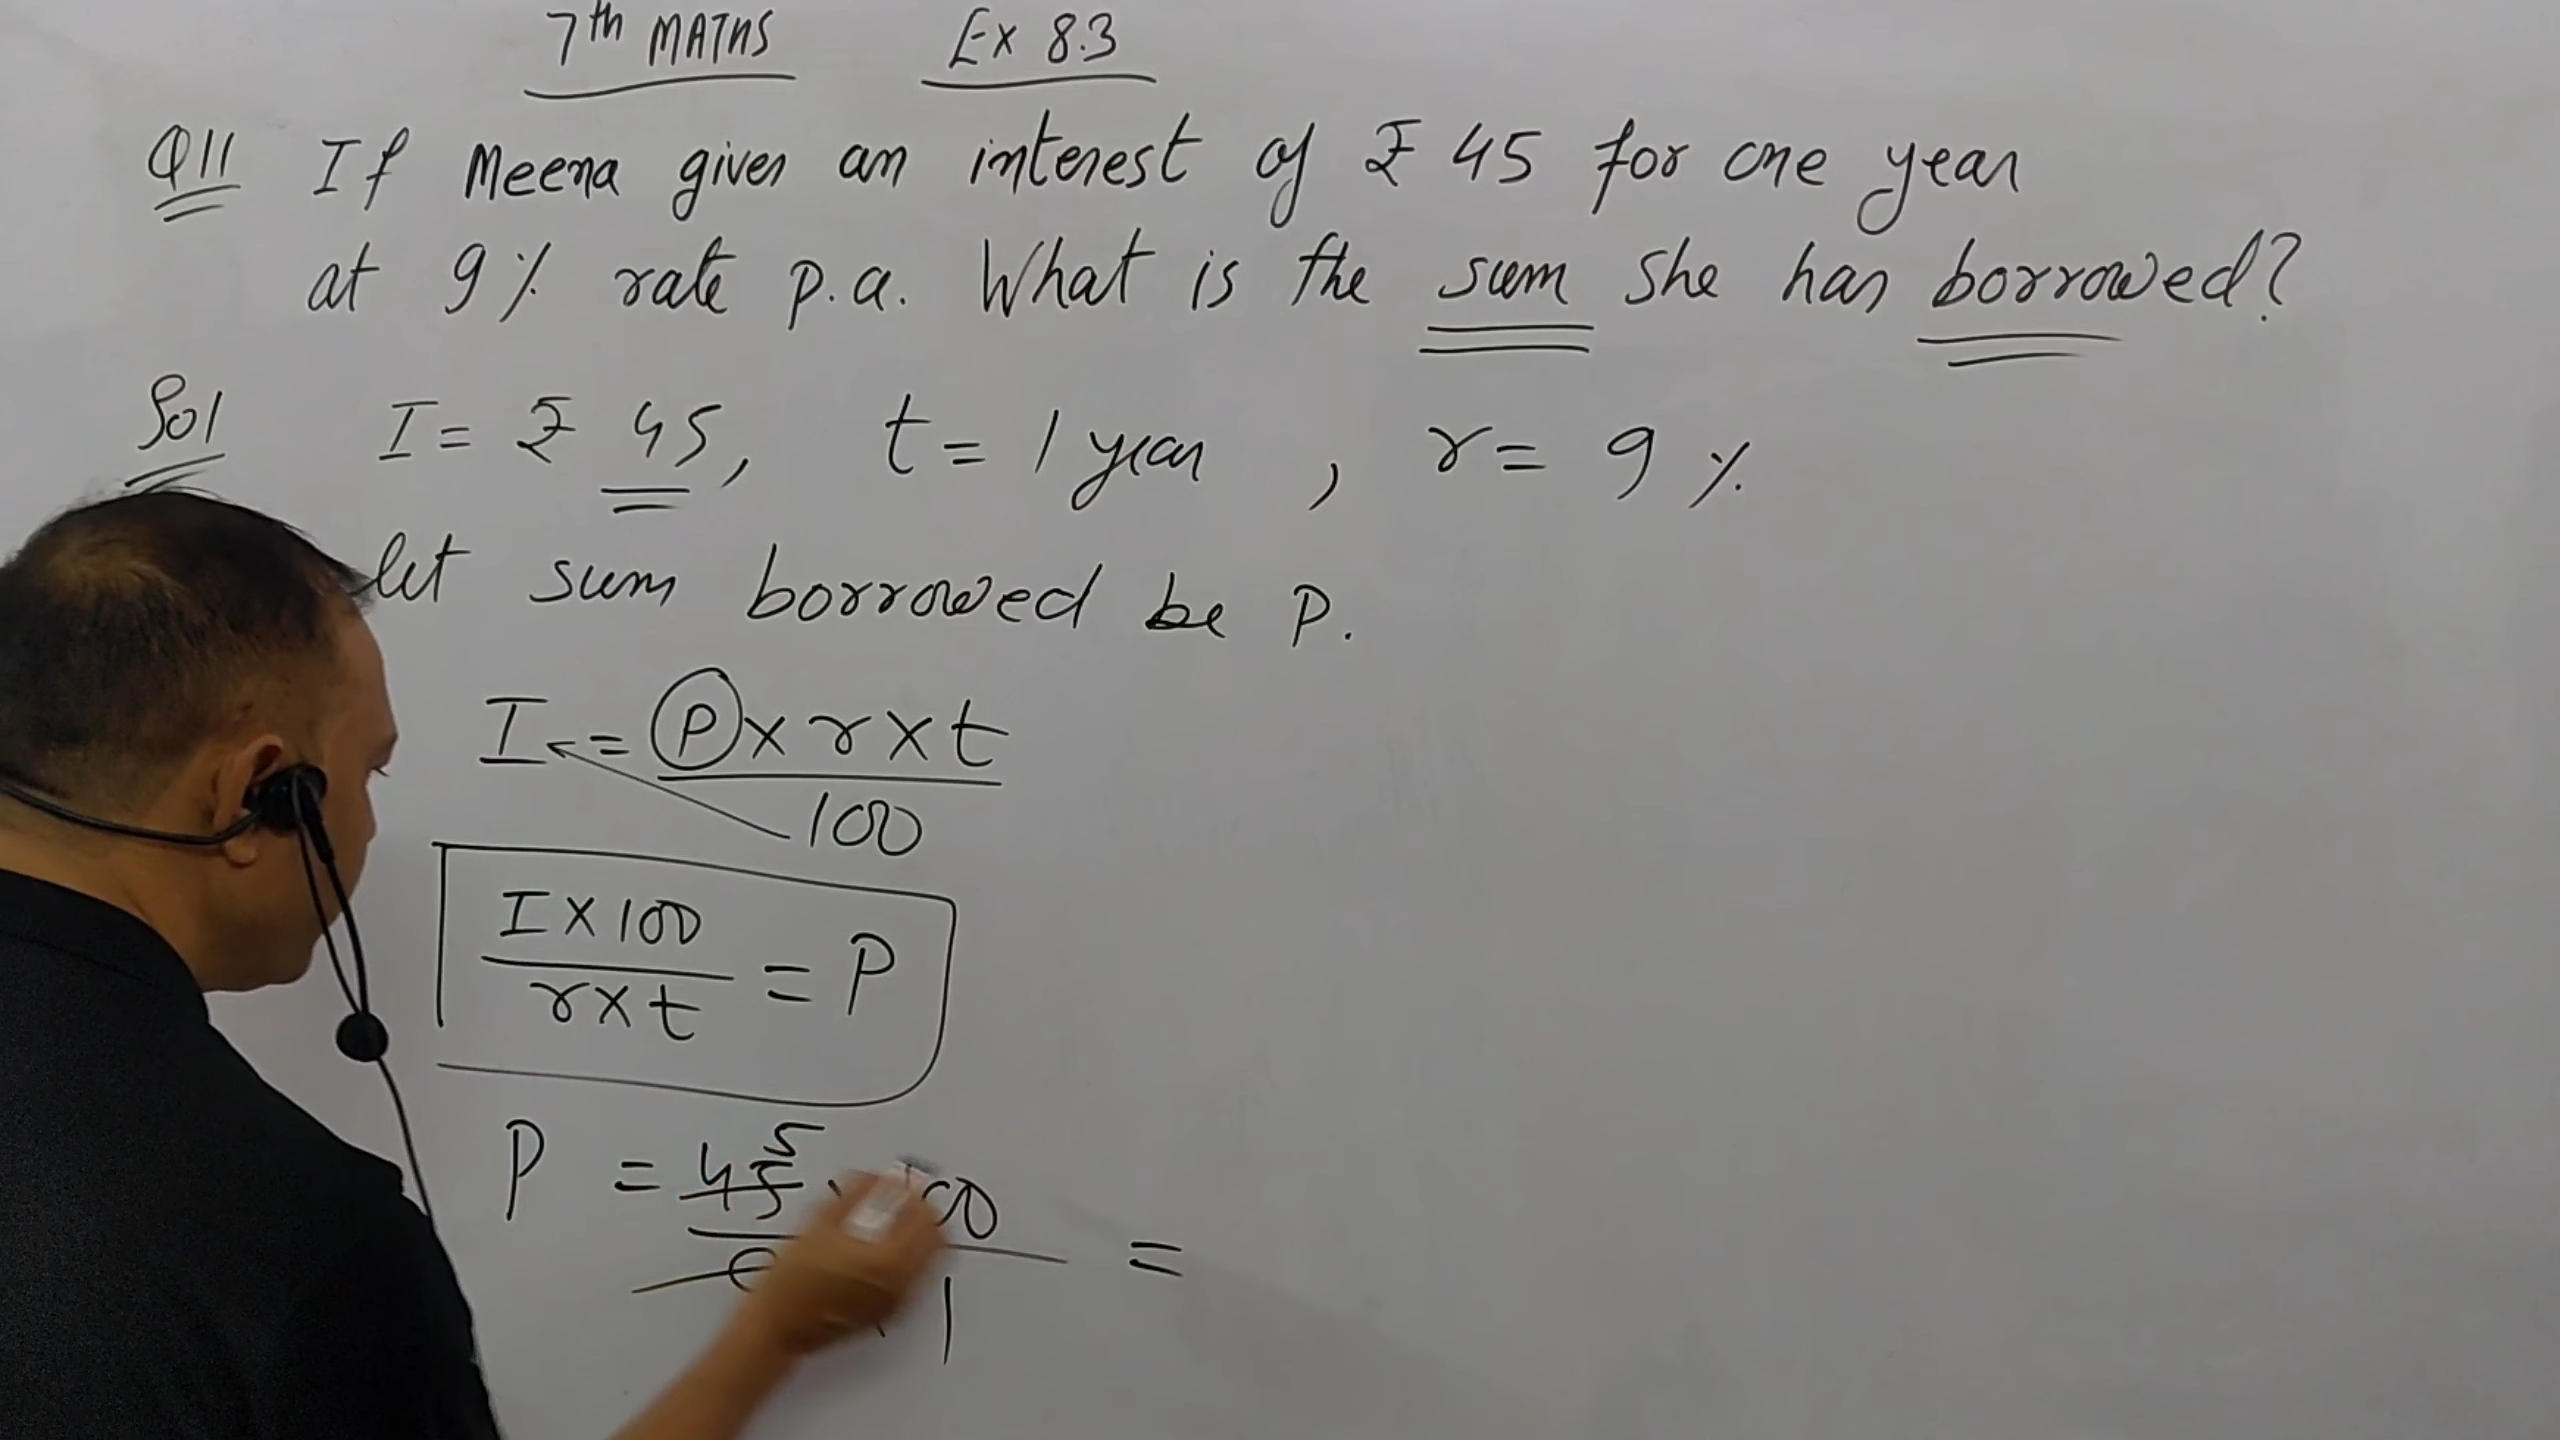 7th MATHS Ex 8.3
Q11 If Meena gives an interest of ₹ 45 for one year
at 9% rate p.a. What is the sum she has borrowed?
Sol I = ₹ 45, t = 1 year , r = 9 %
let sum borrowed be P.
I = P × r × t
100
I × 100
= P
r × t
5
P = 45 =
1